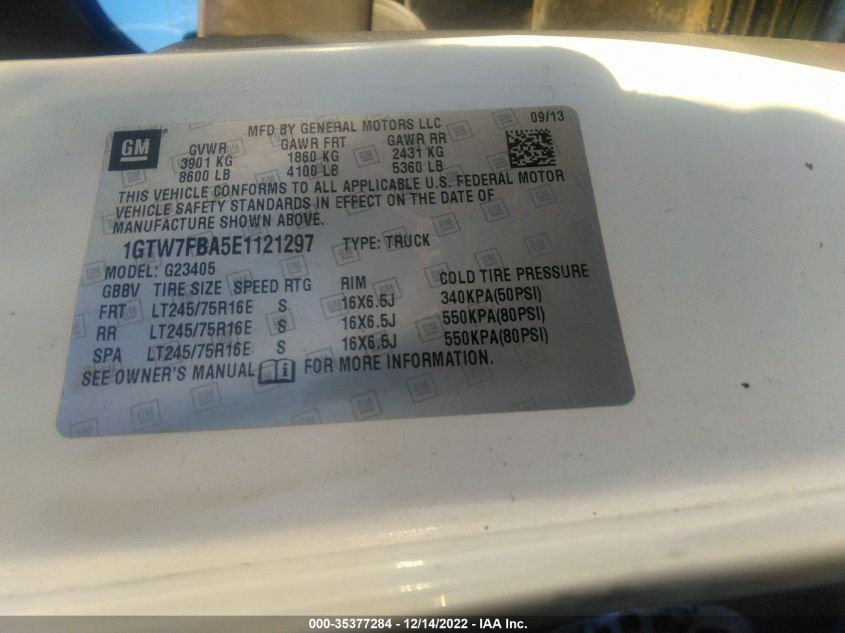 GM
MFD BY GENERAL MOTORS LLC 09/13
GVWR GAWR FRT GAWR RR
3901 KG 1860 KG 2431 KG
8600 LB 4100 LB 5360 LB
THIS VEHICLE CONFORMS TO ALL APPLICABLE U.S. FEDERAL MOTOR
VEHICLE SAFETY STANDARDS IN EFFECT ON THE DATE OF
MANUFACTURE SHOWN ABOVE.
1GTW7FBA5E1121297 TYPE: TRUCK
MODEL: G23405
GBBV TIRE SIZE SPEED RTG RIM COLD TIRE PRESSURE
FRT LT245/75R16E S 16X6.5J 340KPA(50PSI)
RR LT245/75R16E S 16X6.5J 550KPA(80PSI)
SPA LT245/75R16E S 16X6.5J 550KPA(80PSI)
SEE OWNER'S MANUAL i FOR MORE INFORMATION.
000-35377284 - 12/14/2022 - IAA Inc.